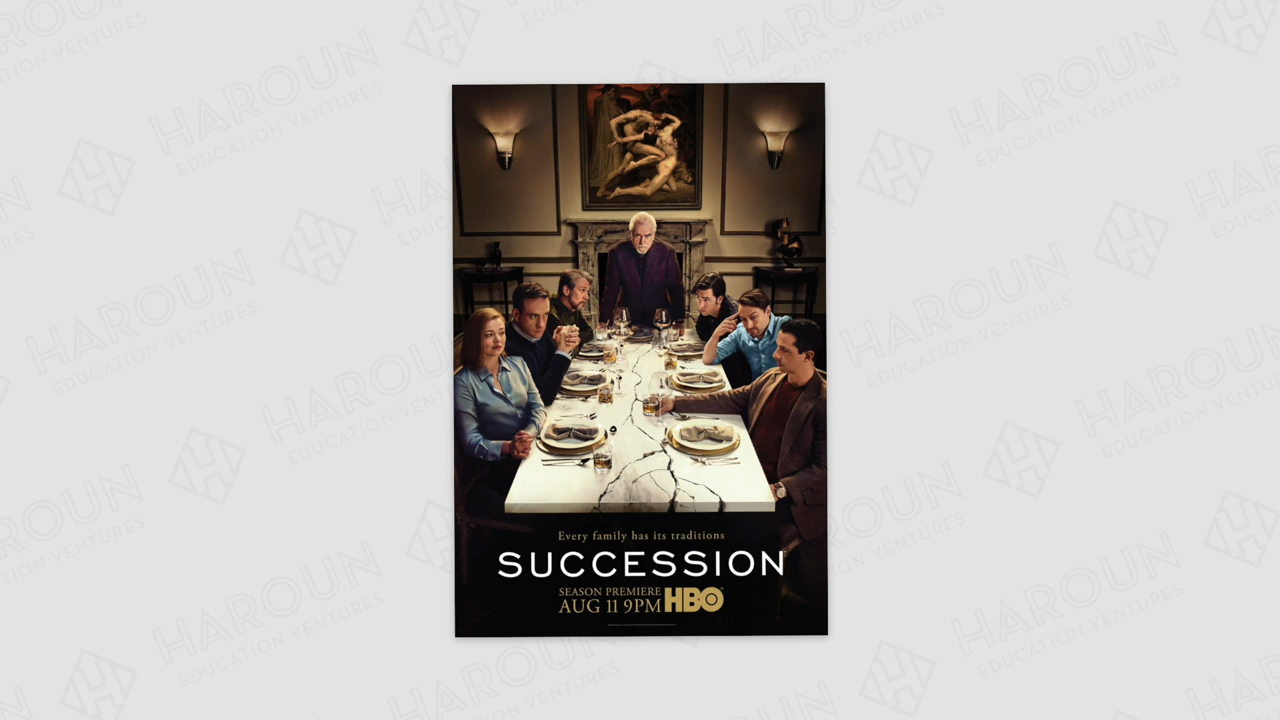 Every family has its traditions
SUCCESSION
SEASON PREMIERE
AUG 11 9PM HBO
HAROUN
EDUCATION VENTURES